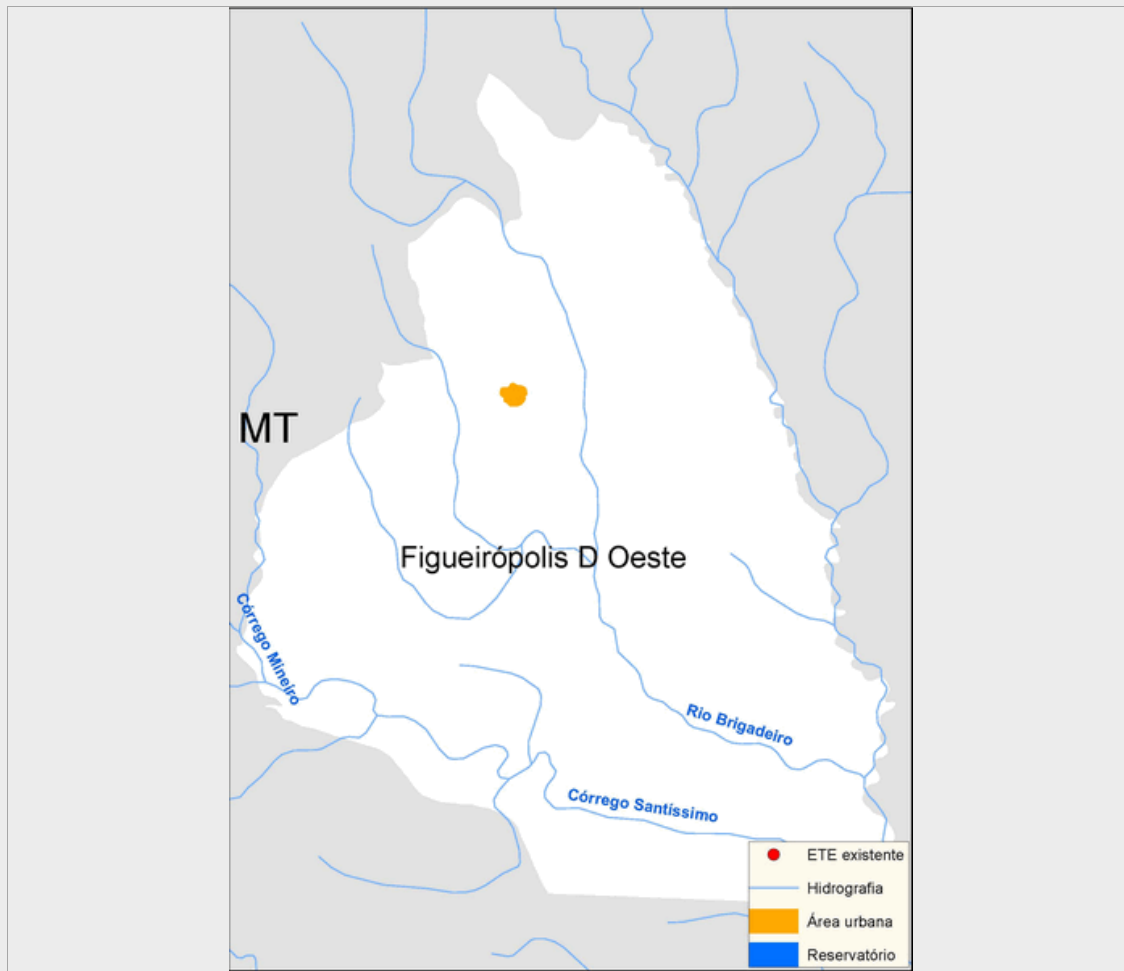 MT
Figueirópolis D Oeste
Córrego Mineiro
Rio Brigadeiro
Córrego Santíssimo
ETE existente
Hidrografia
Área urbana
Reservatório